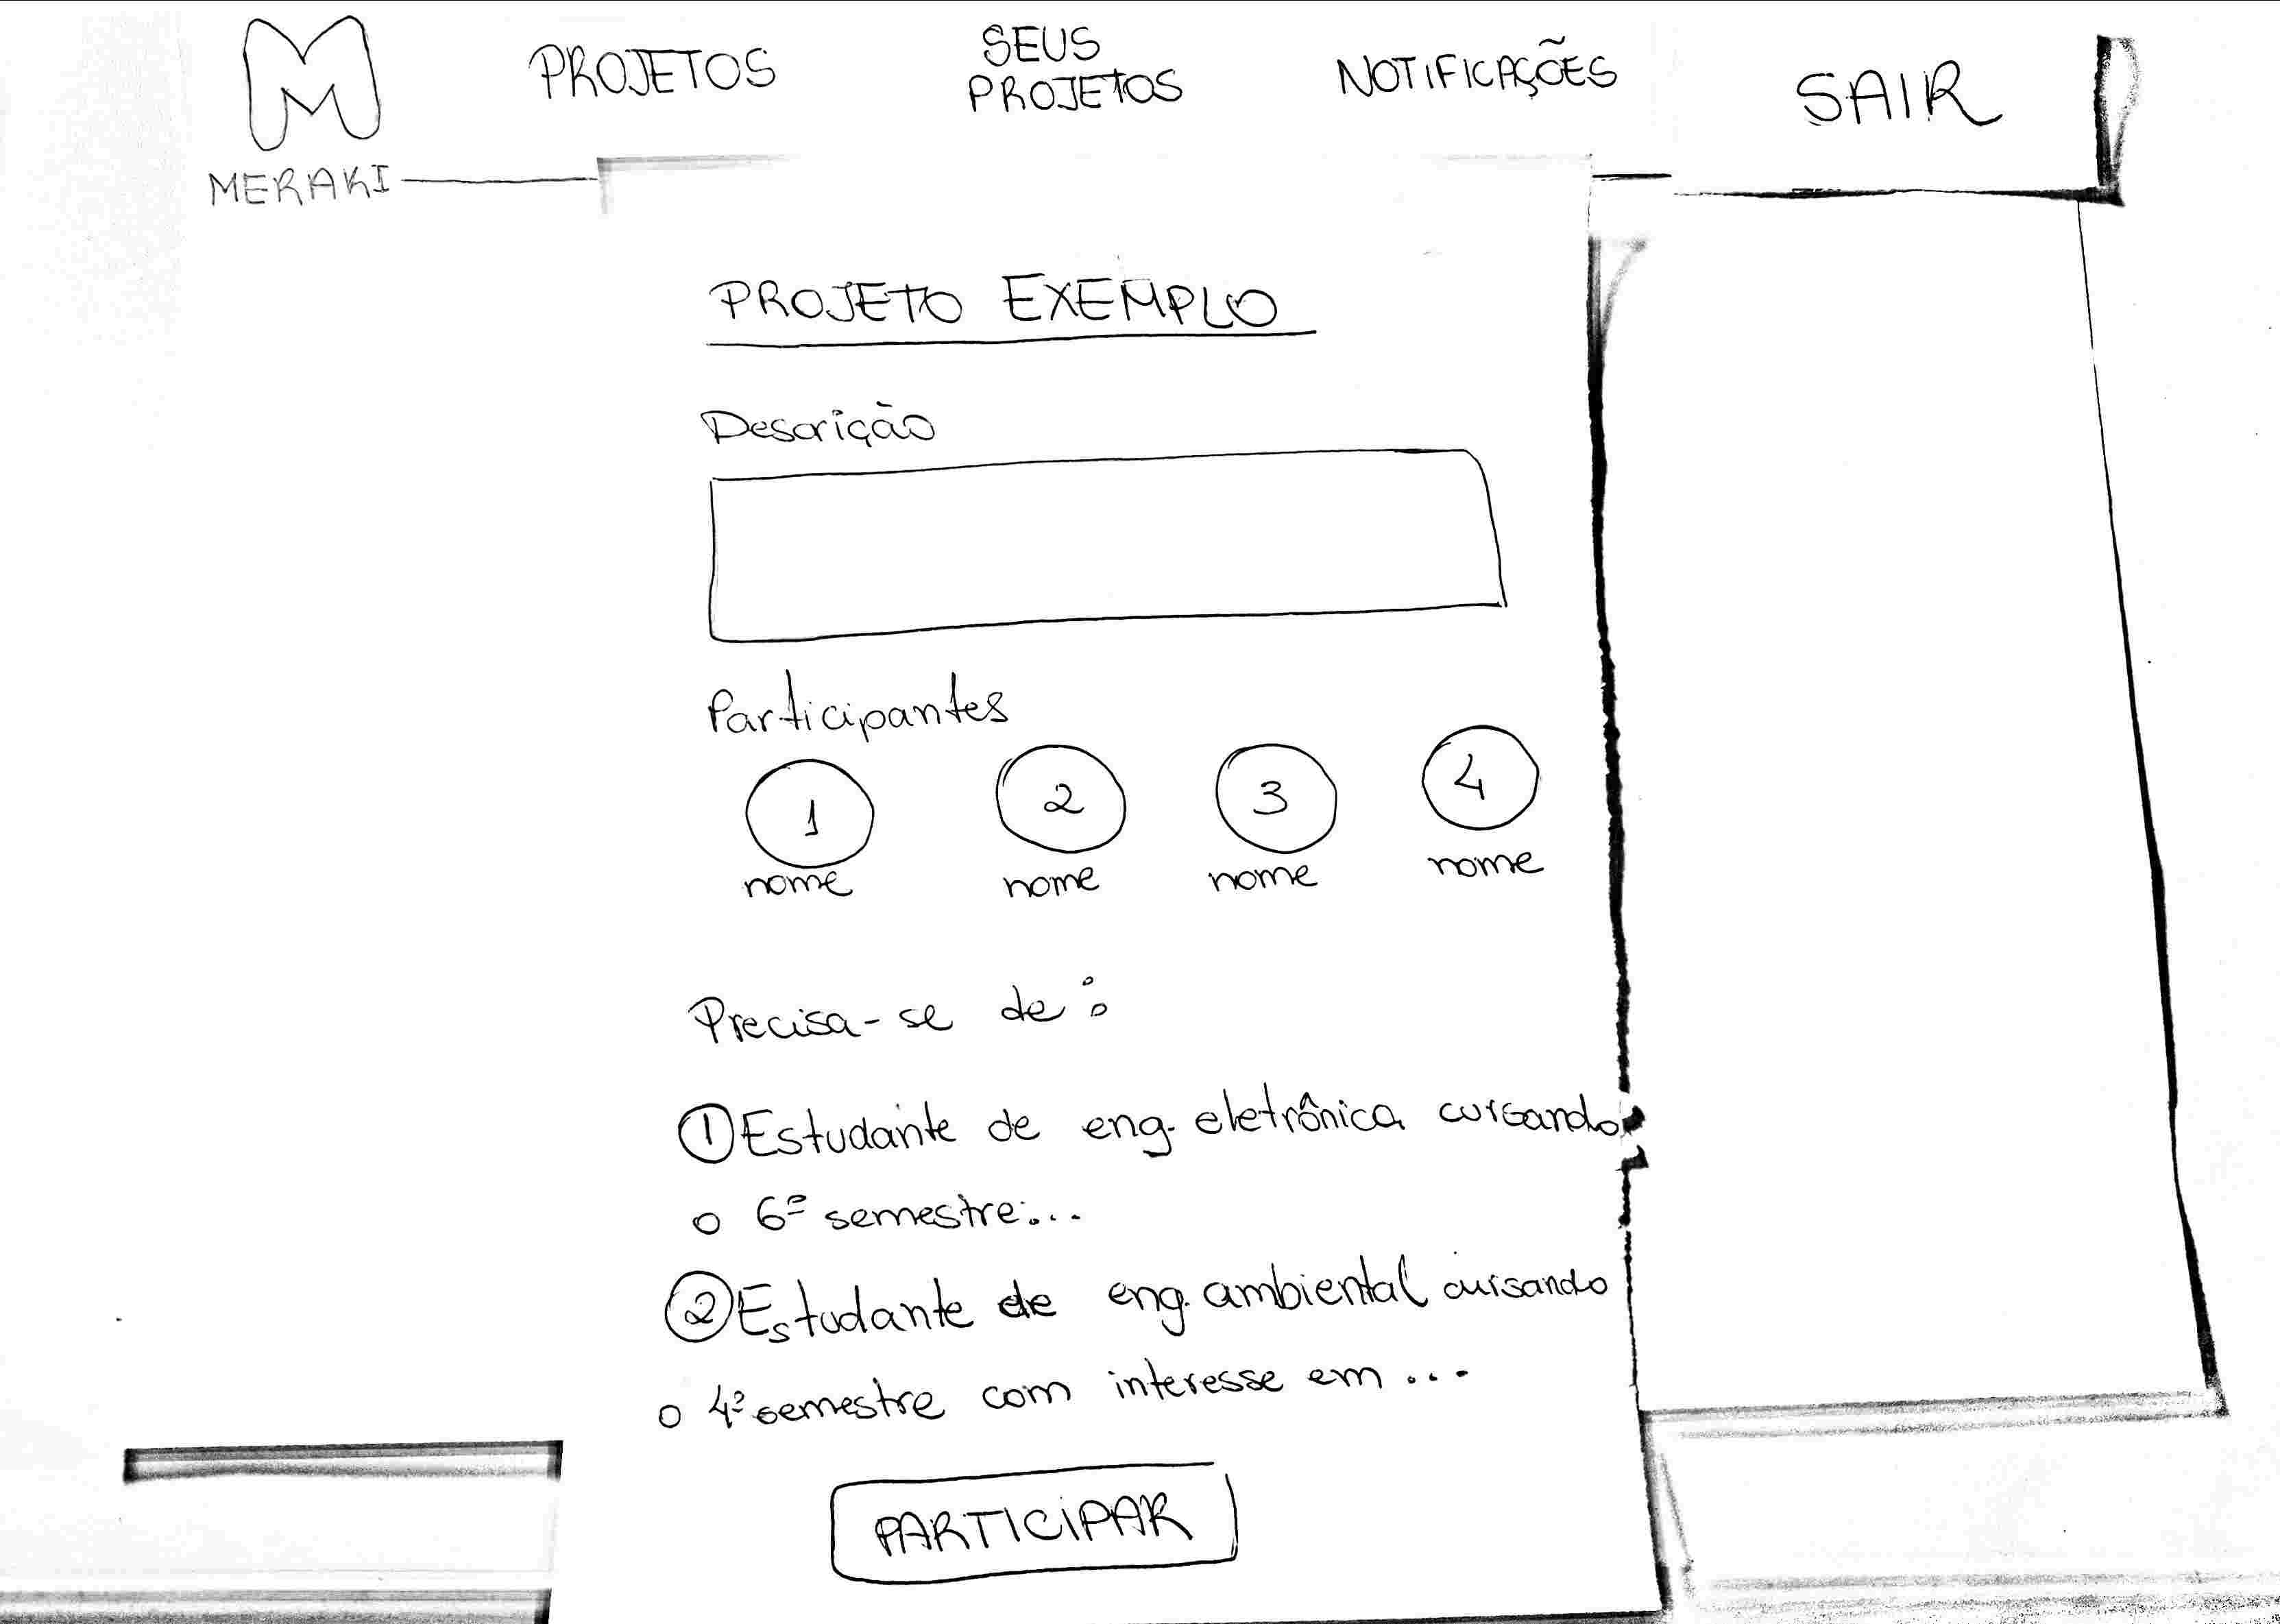 M
MERAKI
PROJETOS
SEUS
PROJETOS
NOTIFICAÇÕES
SAIR
PROJETO EXEMPLO
Descrição
Participantes
1
2
3
4
nome
nome
nome
nome
Precisa-se de:
1 Estudante de eng. eletrônica cursando
o 6º semestre...
2 Estudante de eng. ambiental cursando
o 4º semestre com interesse em ...
PARTICIPAR